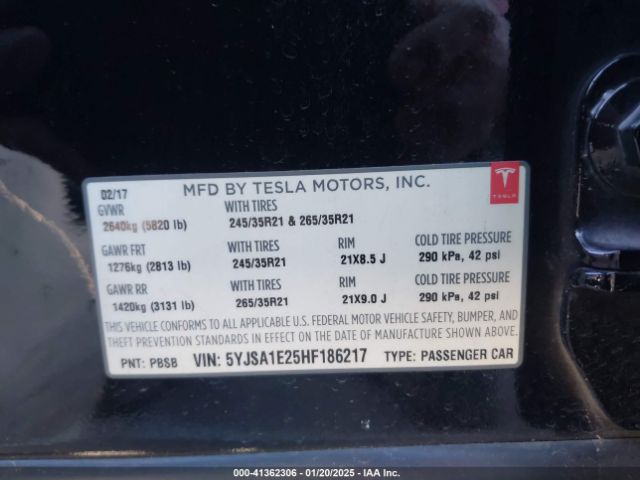 02/17 MFD BY TESLA MOTORS, INC.
TESLA
GVWR WITH TIRES
2640kg (5820 lb) 245/35R21 & 265/35R21
GAWR FRT WITH TIRES RIM COLD TIRE PRESSURE
1276kg (2813 lb) 245/35R21 21X8.5 J 290 kPa, 42 psi
GAWR RR WITH TIRES RIM COLD TIRE PRESSURE
1420kg (3131 lb) 265/35R21 21X9.0 J 290 kPa, 42 psi
THIS VEHICLE CONFORMS TO ALL APPLICABLE U.S. FEDERAL MOTOR VEHICLE SAFETY, BUMPER, AND
THEFT PREVENTION STANDARDS IN EFFECT ON THE DATE OF MANUFACTURE SHOWN ABOVE.
PNT: PBSB VIN: 5YJSA1E25HF186217 TYPE: PASSENGER CAR
000-41362306 - 01/20/2025 - IAA Inc.